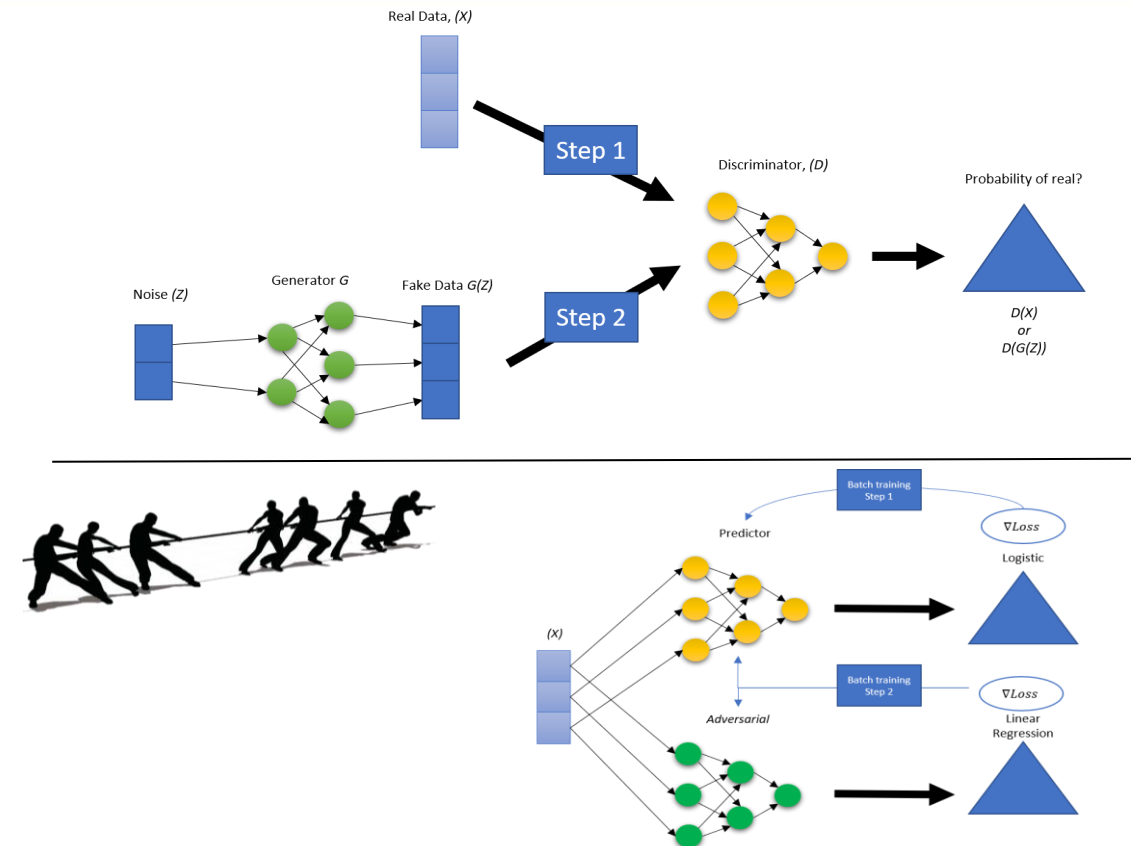 Real Data, (X)
Step 1
Discriminator, (D)
Probability of real?
Generator G
Fake Data G(Z)
Noise (Z)
Step 2
D(X)
or
D(G(Z))
Batch training
Step 1
∇Loss
Predictor
Logistic
(X)
Batch training
Step 2
∇Loss
Adversarial
Linear
Regression